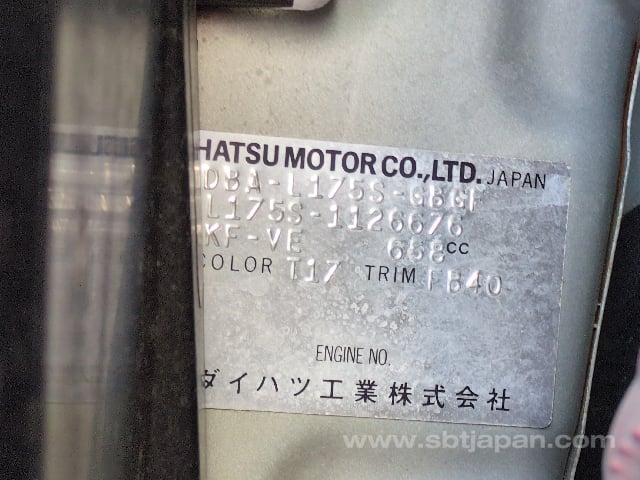 HATSU MOTOR CO.,LTD. JAPAN
DBA-L175S-GBGF
L175S-1126676
KF-VE 658CC
COLOR T17 TRIM FB40
ENGINE NO.
ダイハツ工業株式会社
www.sbtjapan.com